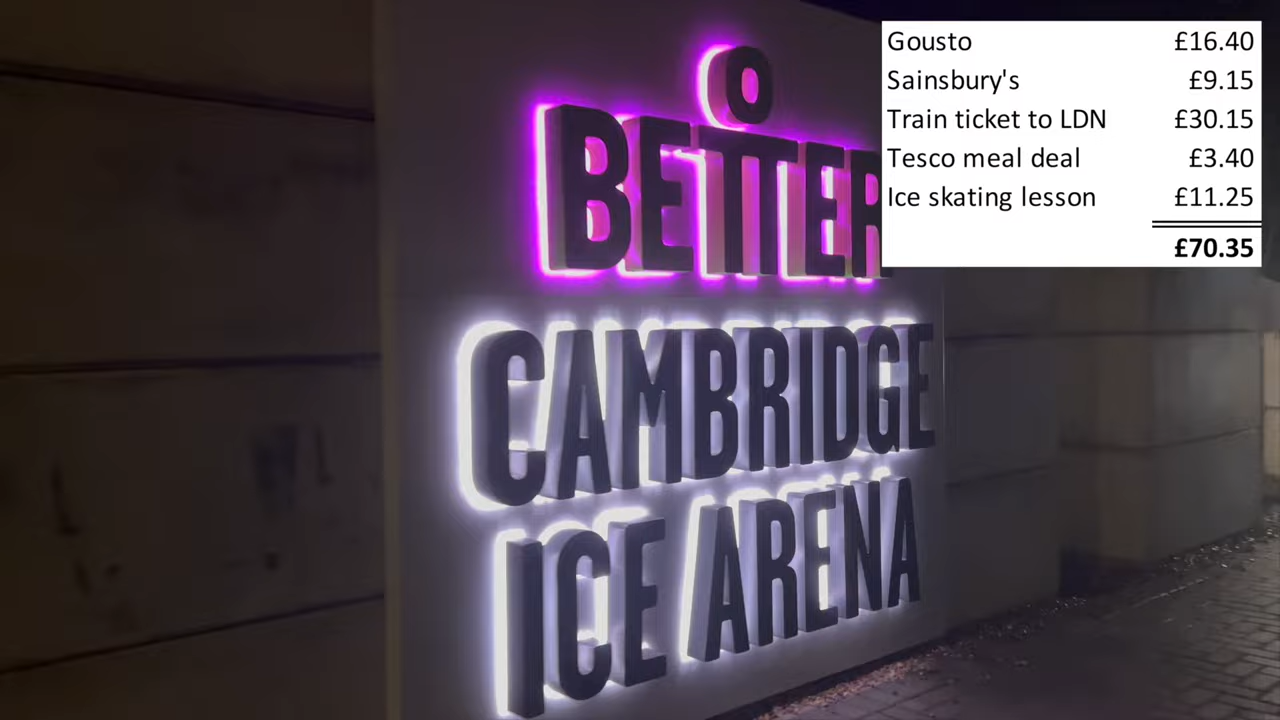 BETTER
CAMBRIDGE
ICE ARENA
Gousto £16.40
Sainsbury's £9.15
Train ticket to LDN £30.15
Tesco meal deal £3.40
Ice skating lesson £11.25
£70.35